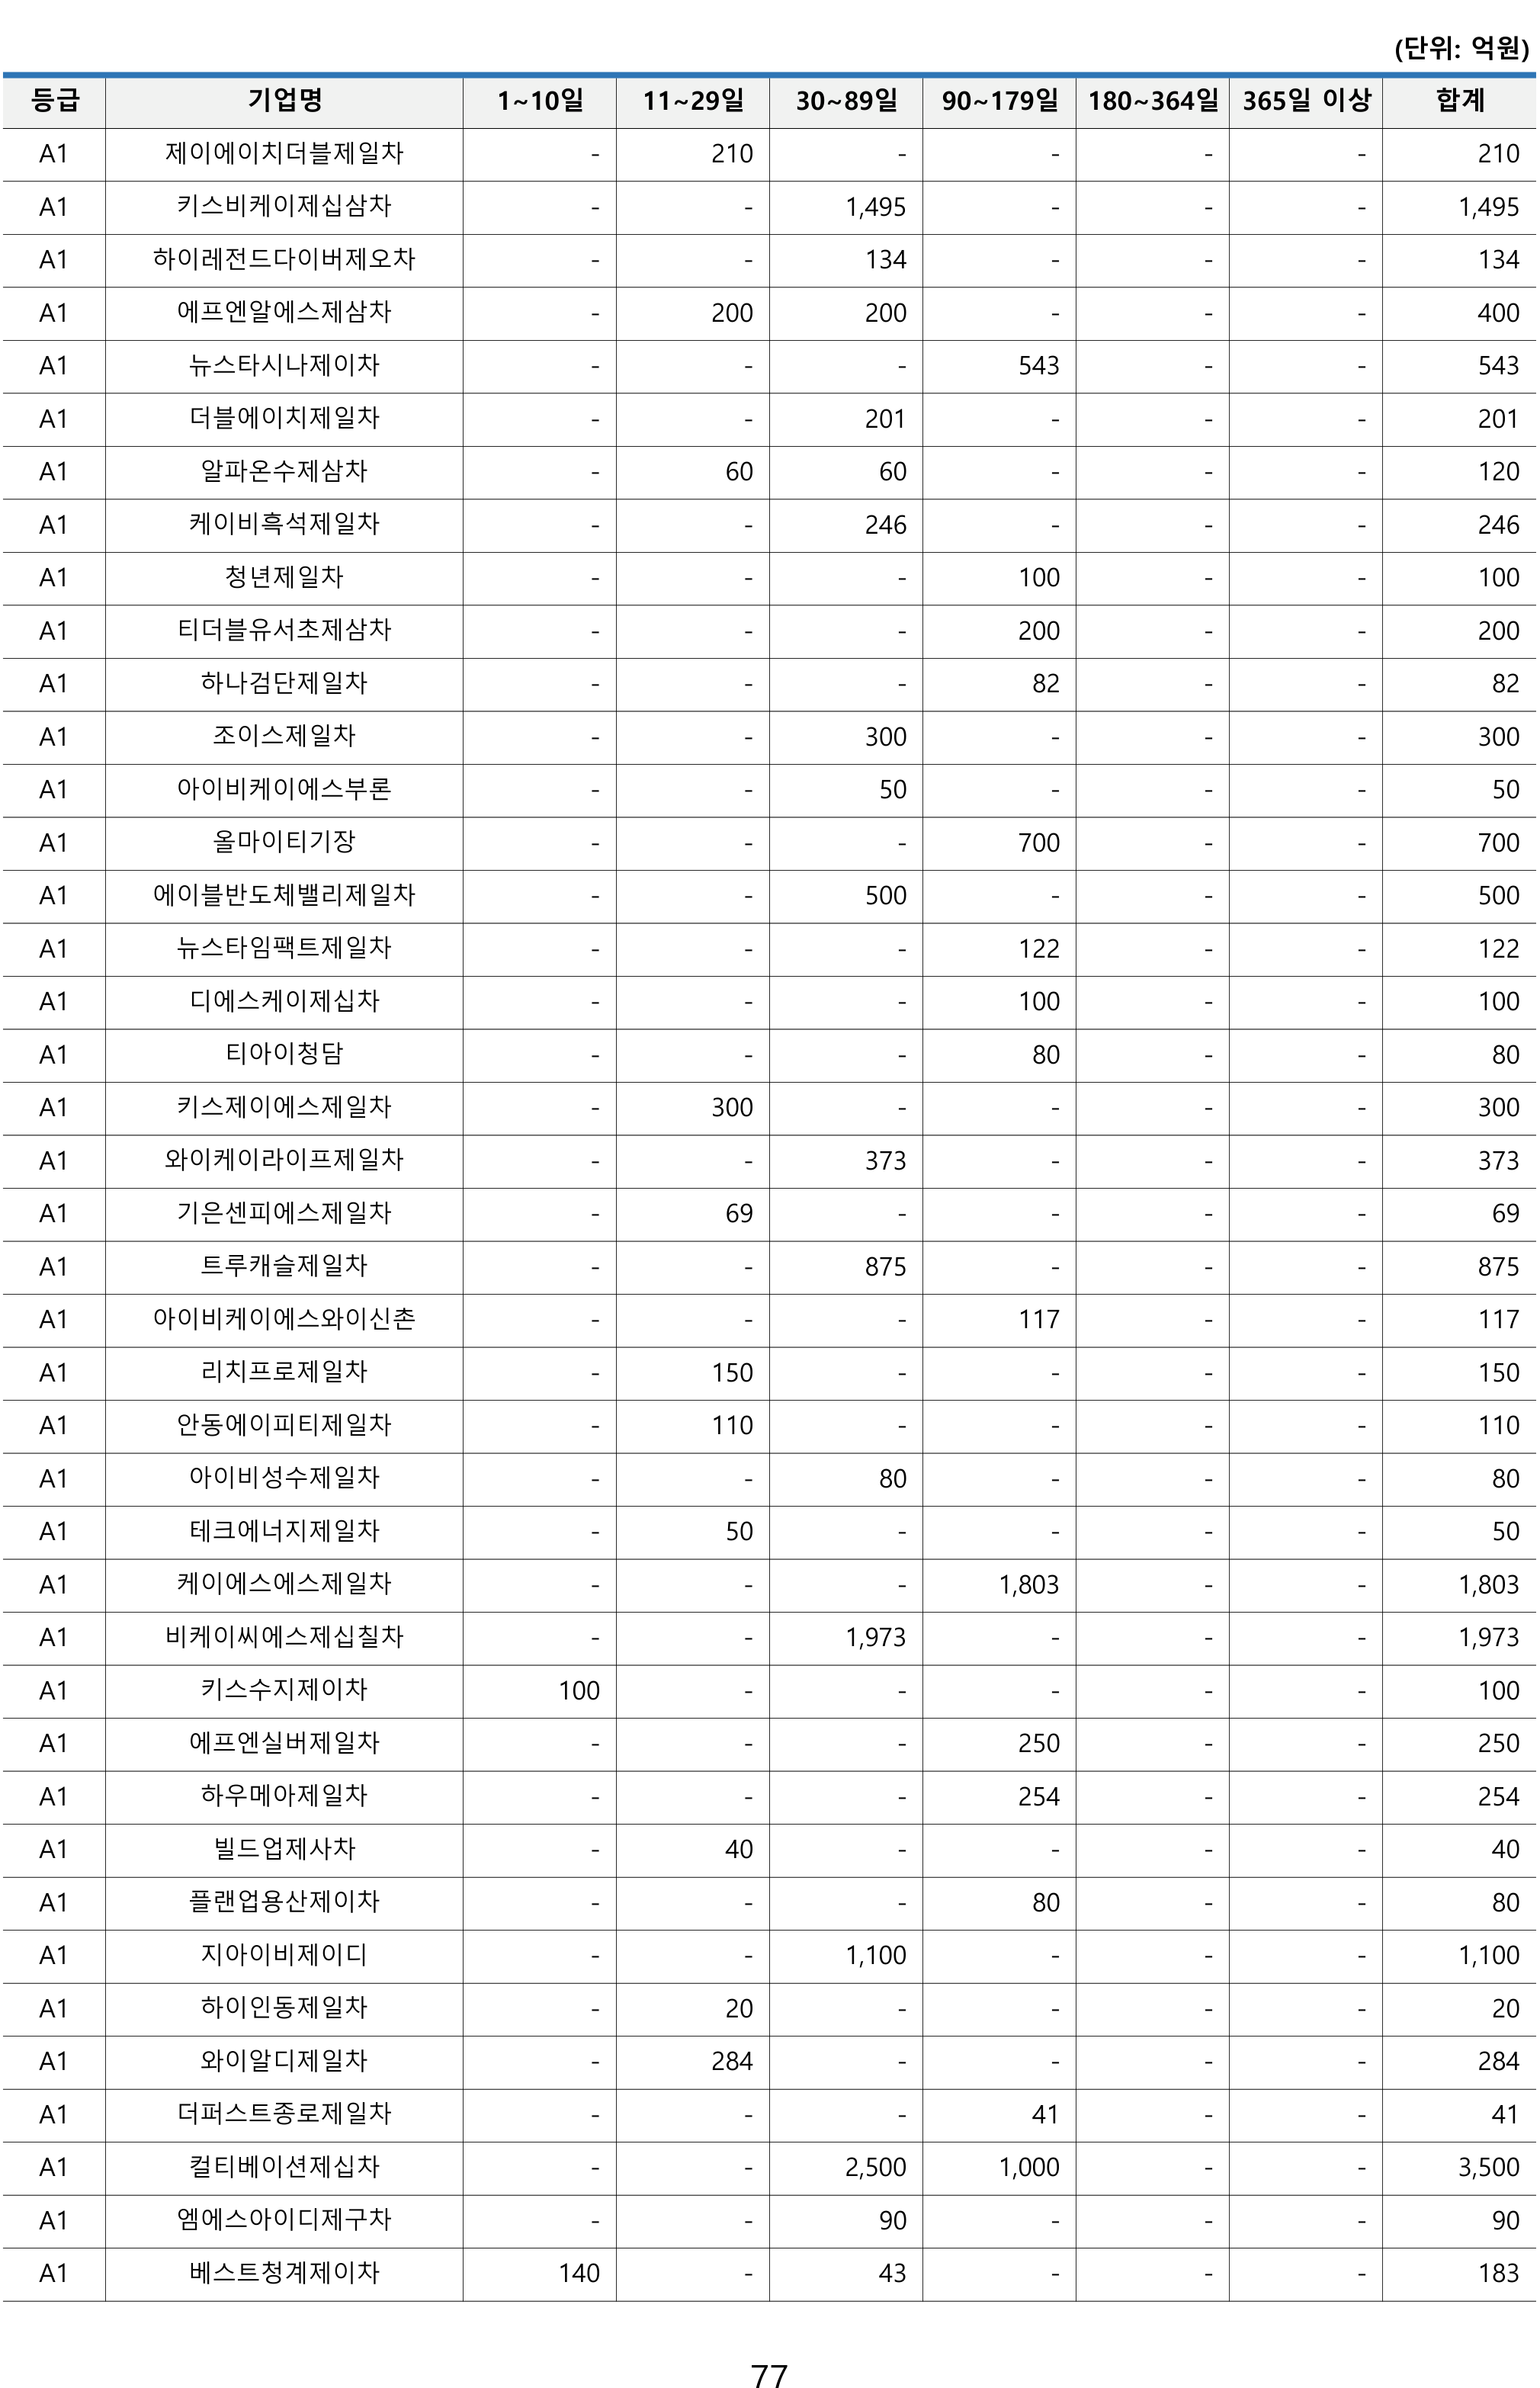 (단위: 억원)
등급 기업명 1~10일 11~29일 30~89일 90~179일 180~364일 365일 이상 합계
A1 제이에이치더블제일차 - 210 - - - - 210
A1 키스비케이제십삼차 - - 1,495 - - - 1,495
A1 하이레전드다이버제오차 - - 134 - - - 134
A1 에프엔알에스제삼차 - 200 200 - - - 400
A1 뉴스타시나제이차 - - - 543 - - 543
A1 더블에이치제일차 - - 201 - - - 201
A1 알파온수제삼차 - 60 60 - - - 120
A1 케이비흑석제일차 - - 246 - - - 246
A1 청년제일차 - - - 100 - - 100
A1 티더블유서초제삼차 - - - 200 - - 200
A1 하나검단제일차 - - - 82 - - 82
A1 조이스제일차 - - 300 - - - 300
A1 아이비케이에스부론 - - 50 - - - 50
A1 올마이티기장 - - - 700 - - 700
A1 에이블반도체밸리제일차 - - 500 - - - 500
A1 뉴스타임팩트제일차 - - - 122 - - 122
A1 디에스케이제십차 - - - 100 - - 100
A1 티아이청담 - - - 80 - - 80
A1 키스제이에스제일차 - 300 - - - - 300
A1 와이케이라이프제일차 - - 373 - - - 373
A1 기은센피에스제일차 - 69 - - - - 69
A1 트루캐슬제일차 - - 875 - - - 875
A1 아이비케이에스와이신촌 - - - 117 - - 117
A1 리치프로제일차 - 150 - - - - 150
A1 안동에이피티제일차 - 110 - - - - 110
A1 아이비성수제일차 - - 80 - - - 80
A1 테크에너지제일차 - 50 - - - - 50
A1 케이에스에스제일차 - - - 1,803 - - 1,803
A1 비케이씨에스제십칠차 - - 1,973 - - - 1,973
A1 키스수지제이차 100 - - - - - 100
A1 에프엔실버제일차 - - - 250 - - 250
A1 하우메아제일차 - - - 254 - - 254
A1 빌드업제사차 - 40 - - - - 40
A1 플랜업용산제이차 - - - 80 - - 80
A1 지아이비제이디 - - 1,100 - - - 1,100
A1 하이인동제일차 - 20 - - - - 20
A1 와이알디제일차 - 284 - - - - 284
A1 더퍼스트종로제일차 - - - 41 - - 41
A1 컬티베이션제십차 - - 2,500 1,000 - - 3,500
A1 엠에스아이디제구차 - - 90 - - - 90
A1 베스트청계제이차 140 - 43 - - - 183
77